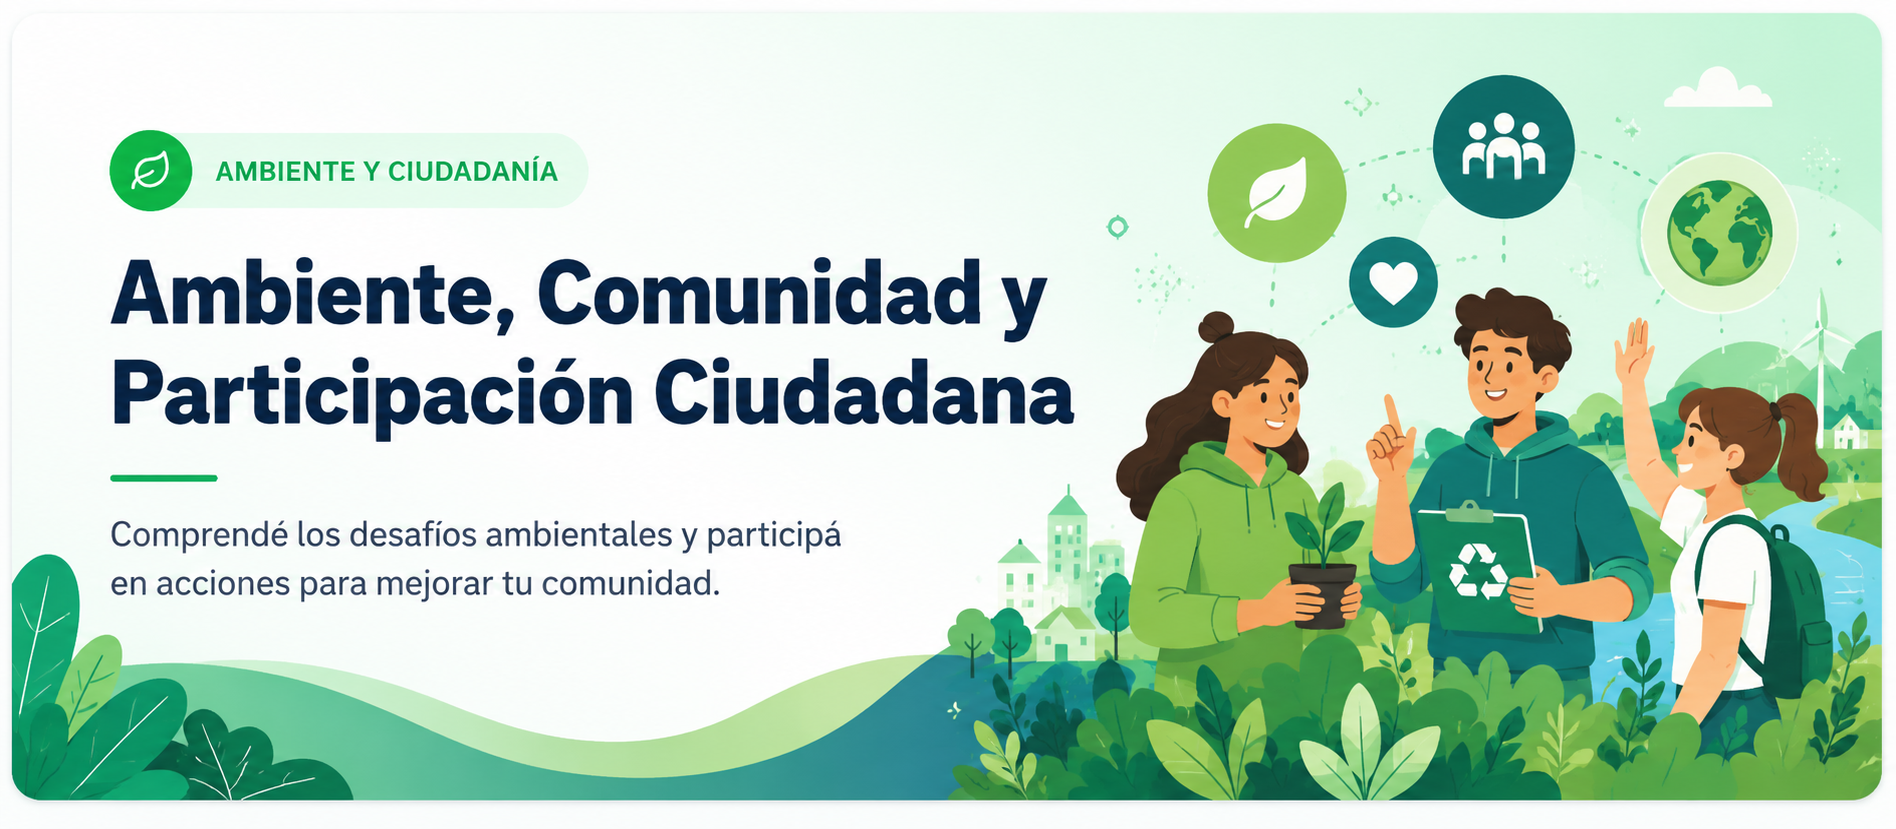 AMBIENTE Y CIUDADANÍA
Ambiente, Comunidad y
Participación Ciudadana
Comprendé los desafíos ambientales y participá
en acciones para mejorar tu comunidad.